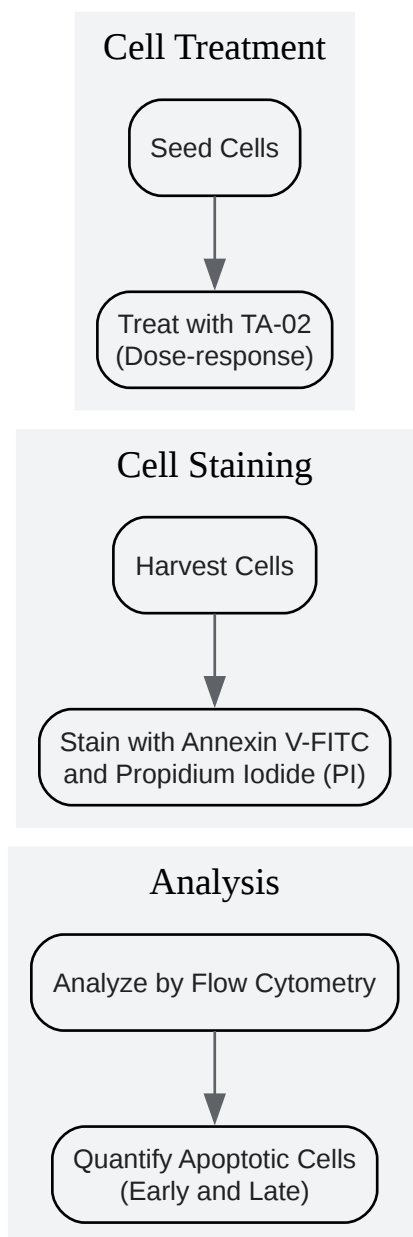 Cell Treatment
Seed Cells
Treat with TA-02
(Dose-response)
Cell Staining
Harvest Cells
Stain with Annexin V-FITC
and Propidium Iodide (PI)
Analysis
Analyze by Flow Cytometry
Quantify Apoptotic Cells
(Early and Late)